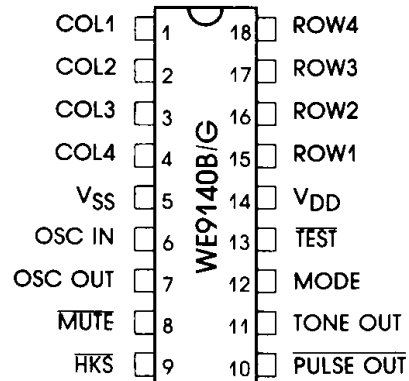 COL1 1 18 ROW4
COL2 2 17 ROW3
COL3 3 16 ROW2
COL4 4 15 ROW1
VSS 5 14 VDD
OSC IN 6 13 TEST
OSC OUT 7 12 MODE
MUTE 8 11 TONE OUT
HKS 9 10 PULSE OUT
WE9140B/G